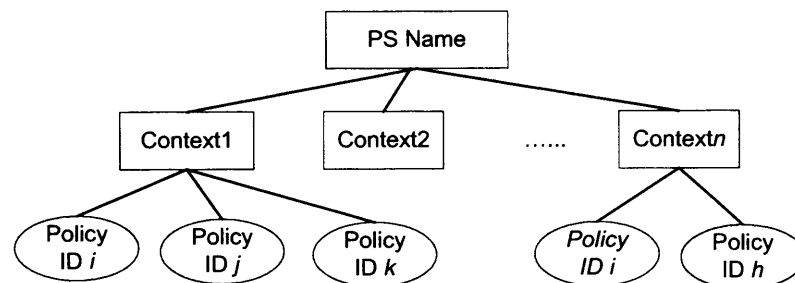 PS Name
Context1
Context2
......
Contextn
Policy
ID i
Policy
ID j
Policy
ID k
Policy
ID i
Policy
ID h